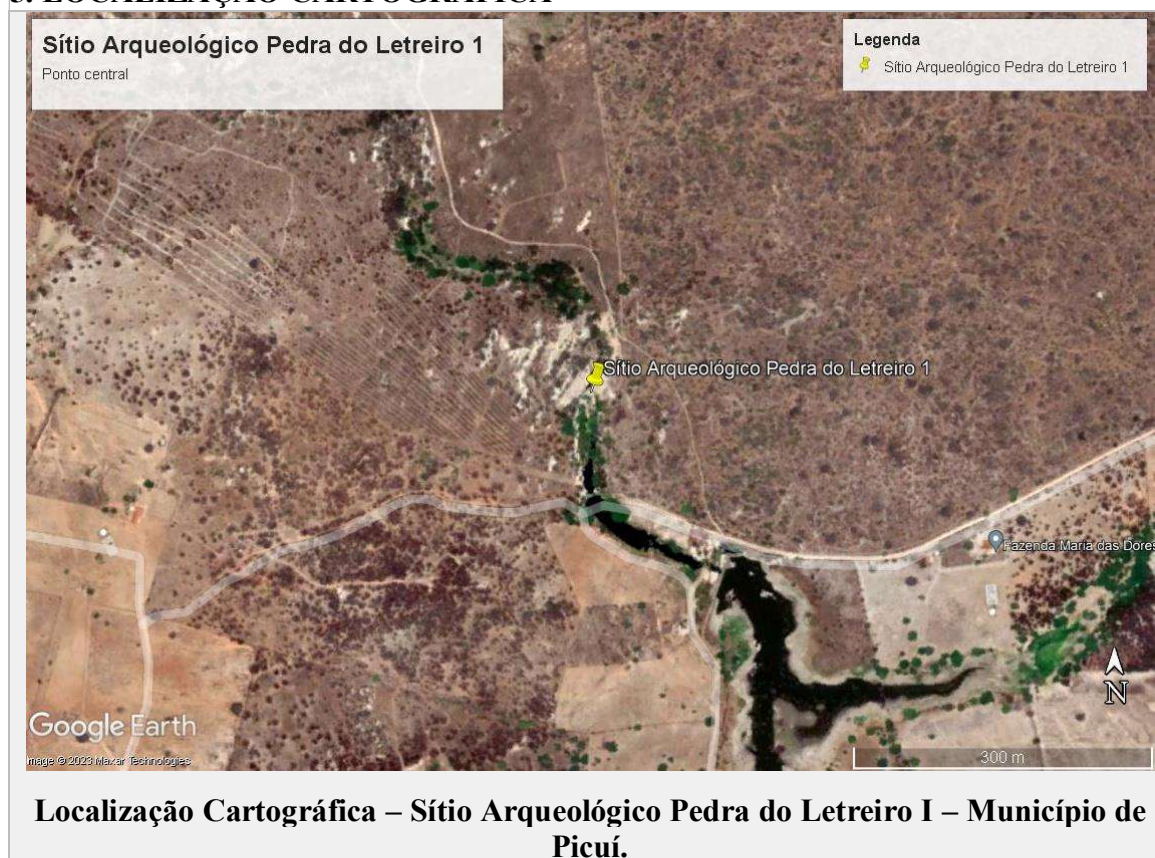 LOCALIZAÇÃO CARTOGRÁFICA
Sítio Arqueológico Pedra do Letreiro 1
Ponto central
Legenda
Sítio Arqueológico Pedra do Letreiro 1
Sítio Arqueológico Pedra do Letreiro 1
Fazenda Maria das Dores
N
Google Earth
300 m
Image © 2023 Maxar Technologies
Localização Cartográfica – Sítio Arqueológico Pedra do Letreiro I – Município de
Picuí.